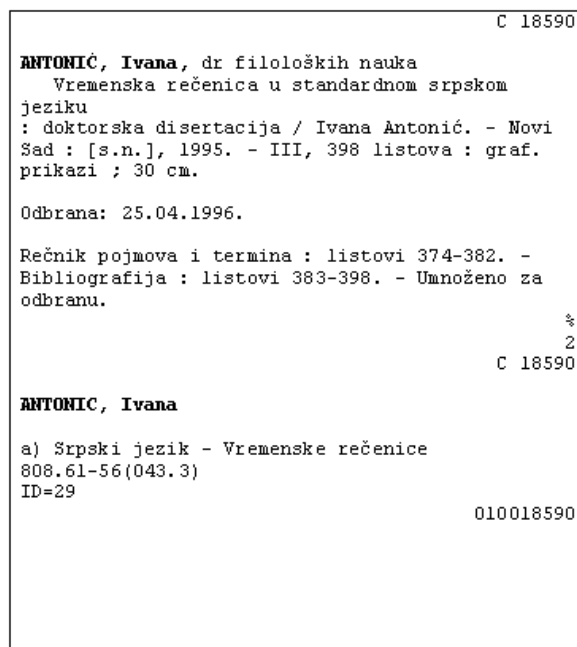 C 18590
ANTONIĆ, Ivana, dr filoloških nauka
Vremenska rečenica u standardnom srpskom
jeziku
: doktorska disertacija / Ivana Antonić. - Novi
Sad : [s.n.], 1995. - III, 398 listova : graf.
prikazi ; 30 cm.
Odbrana: 25.04.1996.
Rečnik pojmova i termina : listovi 374-382. -
Bibliografija : listovi 383-398. - Umnoženo za
odbranu.
%
2
C 18590
ANTONIC, Ivana
a) Srpski jezik - Vremenske rečenice
808.61-56(043.3)
ID=29
010018590